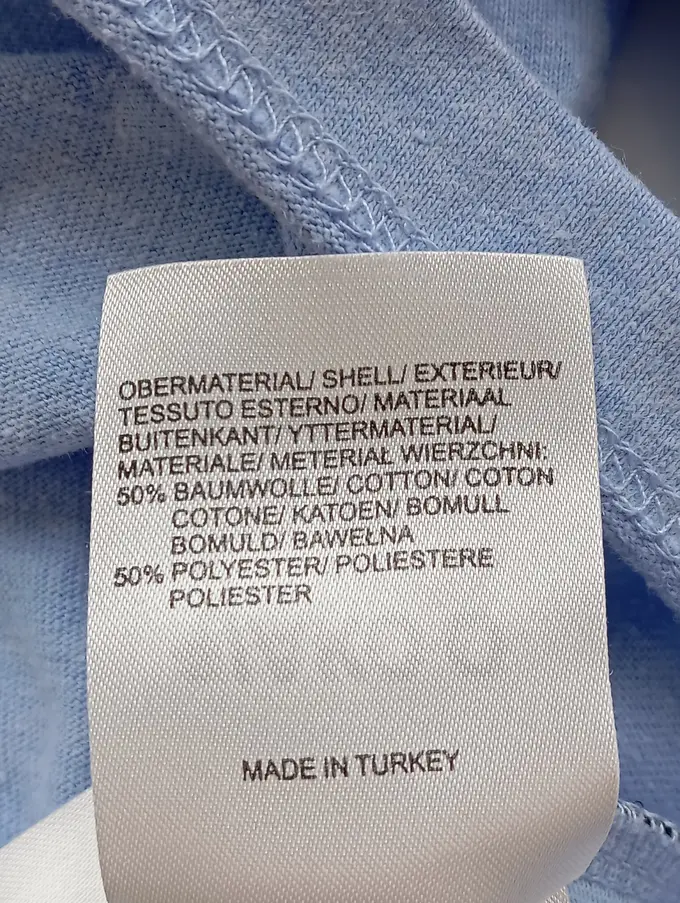 OBERMATERIAL/ SHELL/ EXTERIEUR/
TESSUTO ESTERNO/ MATERIAAL
BUITENKANT/ YTTERMATERIAL/
MATERIALE/ METERIAŁ WIERZCHNI:
50% BAUMWOLLE/ COTTON/ COTON
COTONE/ KATOEN/ BOMULL
BOMULD/ BAWEŁNA
50% POLYESTER/ POLIESTERE
POLIESTER
MADE IN TURKEY